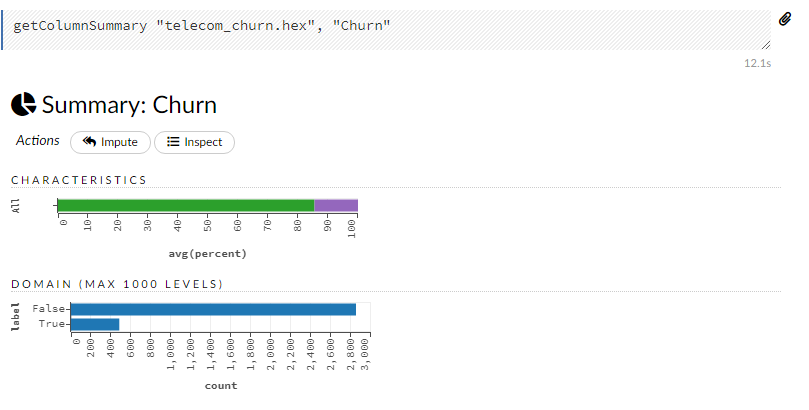 getColumnSummary "telecom_churn.hex", "Churn"
12.1s
Summary: Churn
Actions Impute Inspect
CHARACTERISTICS
All
0 10 20 30 40 50 60 70 80 90 100
avg(percent)
DOMAIN (MAX 1000 LEVELS)
label
False
True
0 200 400 600 800 1,000 1,200 1,400 1,600 1,800 2,000 2,200 2,400 2,600 2,800 3,000
count